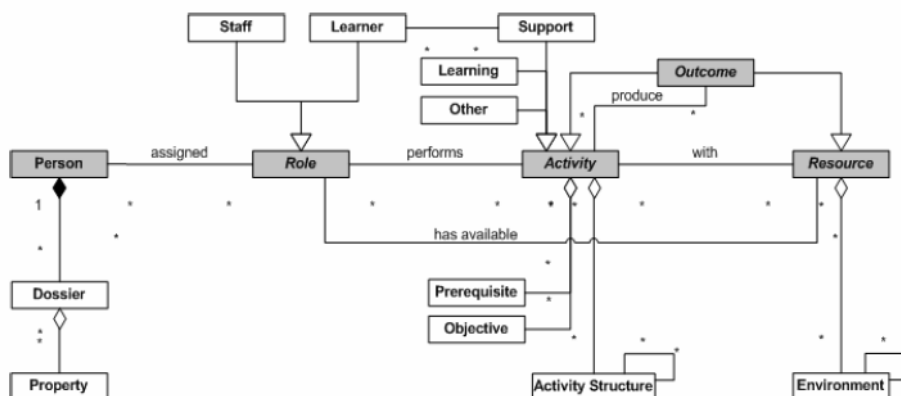 Staff
Learner
Support
*
*
Learning
Outcome
Other
produce
*
*
Person
assigned
Role
performs
Activity
with
Resource
1
*
*
*
*
*
*
*
*
*
*
*
has available
*
*
*
Prerequisite
Dossier
*
Objective
*
*
*
*
*
*
*
Property
Activity Structure
Environment